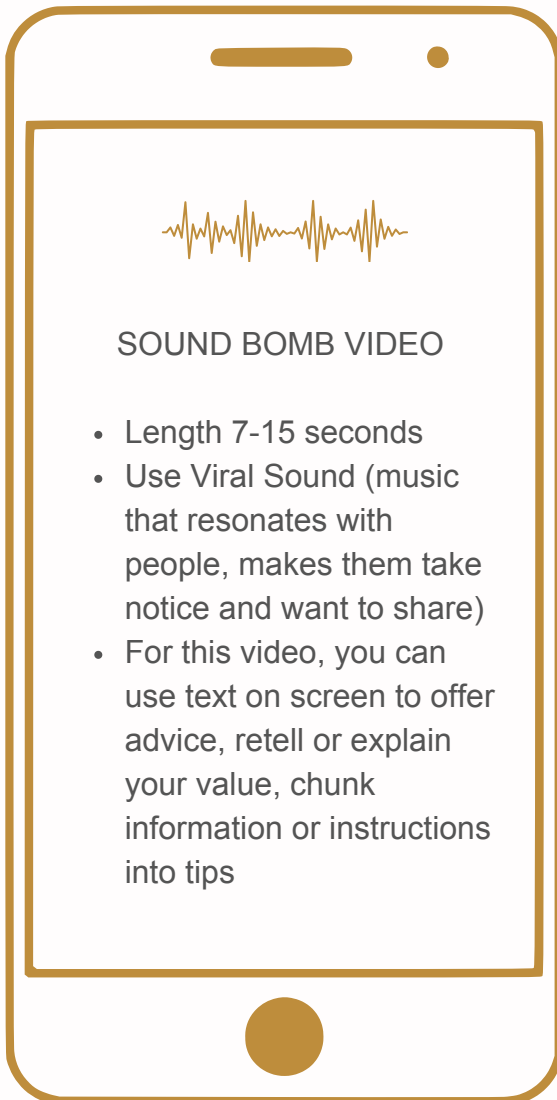 SOUND BOMB VIDEO
• Length 7-15 seconds
• Use Viral Sound (music
that resonates with
people, makes them take
notice and want to share)
• For this video, you can
use text on screen to offer
advice, retell or explain
your value, chunk
information or instructions
into tips